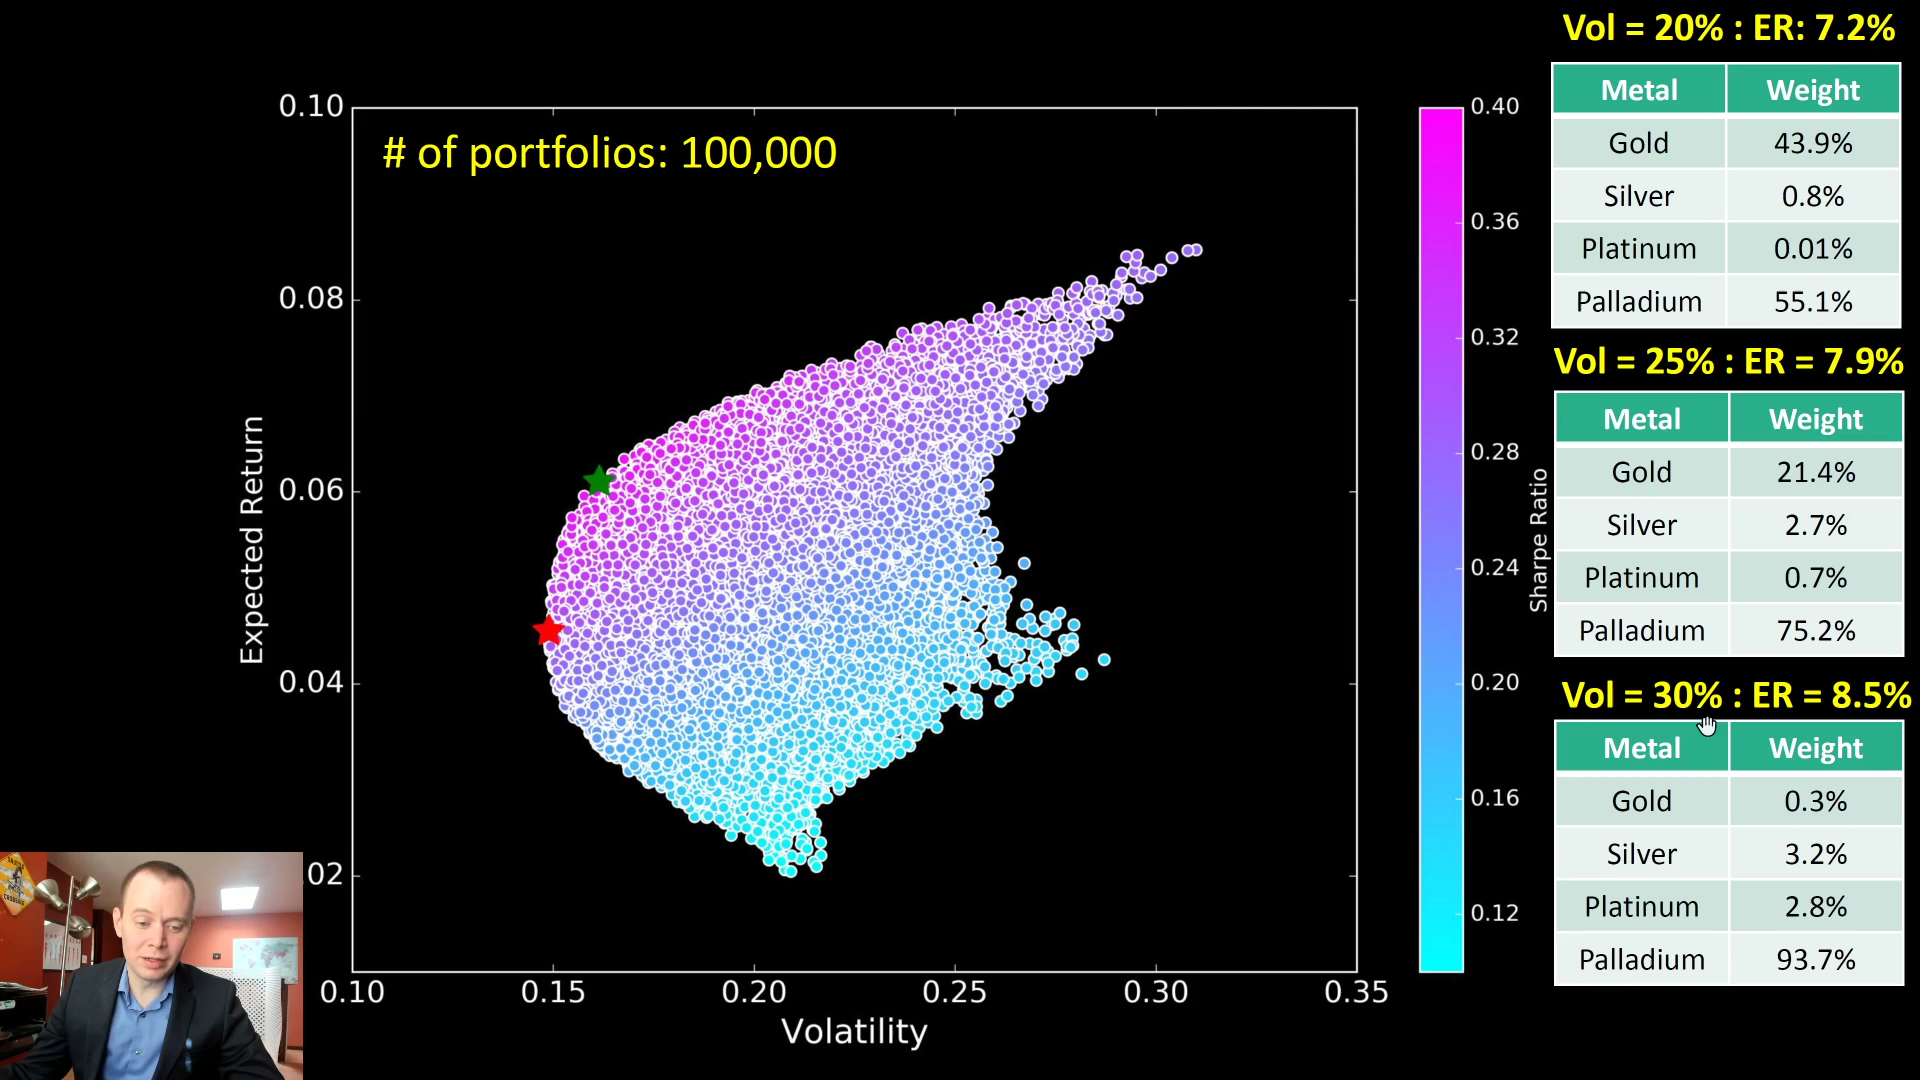 # of portfolios: 100,000
0.10
0.08
0.06
0.04
02
Expected Return
0.10
0.15
0.20
0.25
0.30
0.35
Volatility
0.40
0.36
0.32
0.28
0.24
0.20
0.16
0.12
Sharpe Ratio
Vol = 20% : ER: 7.2%
Metal Weight
Gold 43.9%
Silver 0.8%
Platinum 0.01%
Palladium 55.1%
Vol = 25% : ER = 7.9%
Metal Weight
Gold 21.4%
Silver 2.7%
Platinum 0.7%
Palladium 75.2%
Vol = 30% : ER = 8.5%
Metal Weight
Gold 0.3%
Silver 3.2%
Platinum 2.8%
Palladium 93.7%